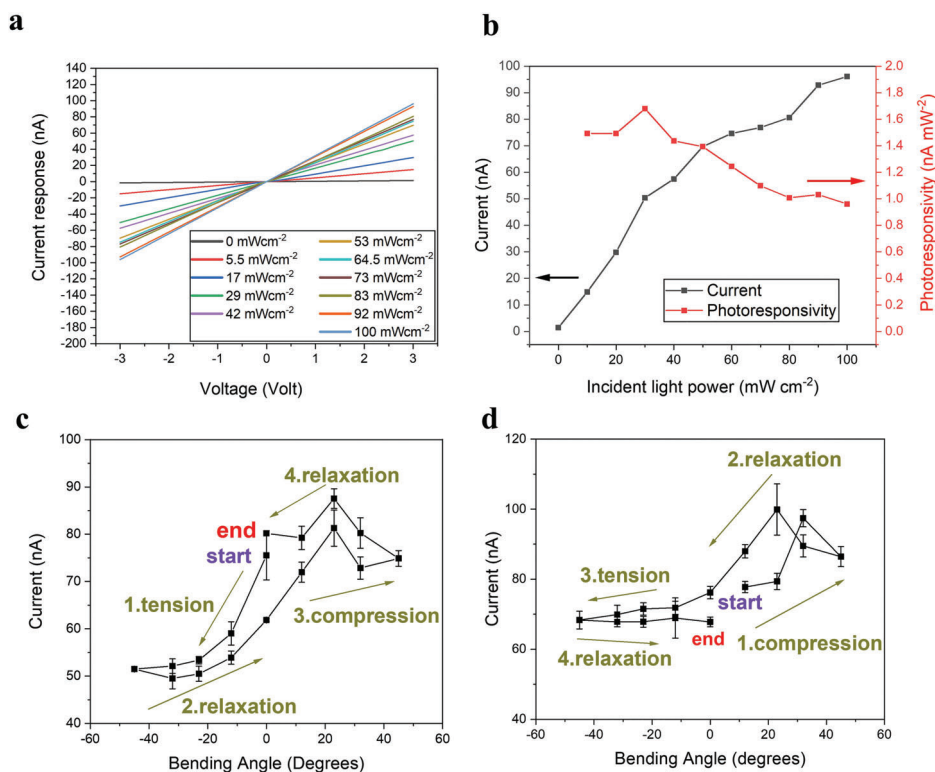 a
140
120
100
80
60
40
20
0
-20
-40
-60
-80
-100
-120
-140
-160
-180
-200
Current response (nA)
0 mWcm-2
5.5 mWcm-2
17 mWcm-2
29 mWcm-2
42 mWcm-2
53 mWcm-2
64.5 mWcm-2
73 mWcm-2
83 mWcm-2
92 mWcm-2
100 mWcm-2
-3 -2 -1 0 1 2 3
Voltage (Volt)
b
100
90
80
70
60
50
40
30
20
10
0
Current (nA)
2.0
1.8
1.6
1.4
1.2
1.0
0.8
0.6
0.4
0.2
0.0
Photoresponsivity (nA mW-2)
Current
Photoresponsivity
0 20 40 60 80 100
Incident light power (mW cm-2)
c
100
90
80
70
60
50
40
Current (nA)
4.relaxation
end
start
1.tension
3.compression
2.relaxation
-60 -40 -20 0 20 40 60
Bending Angle (Degrees)
d
120
100
80
60
40
Current (nA)
2.relaxation
3.tension
start
end
1.compression
4.relaxation
-60 -40 -20 0 20 40 60
Bending Angle (degrees)